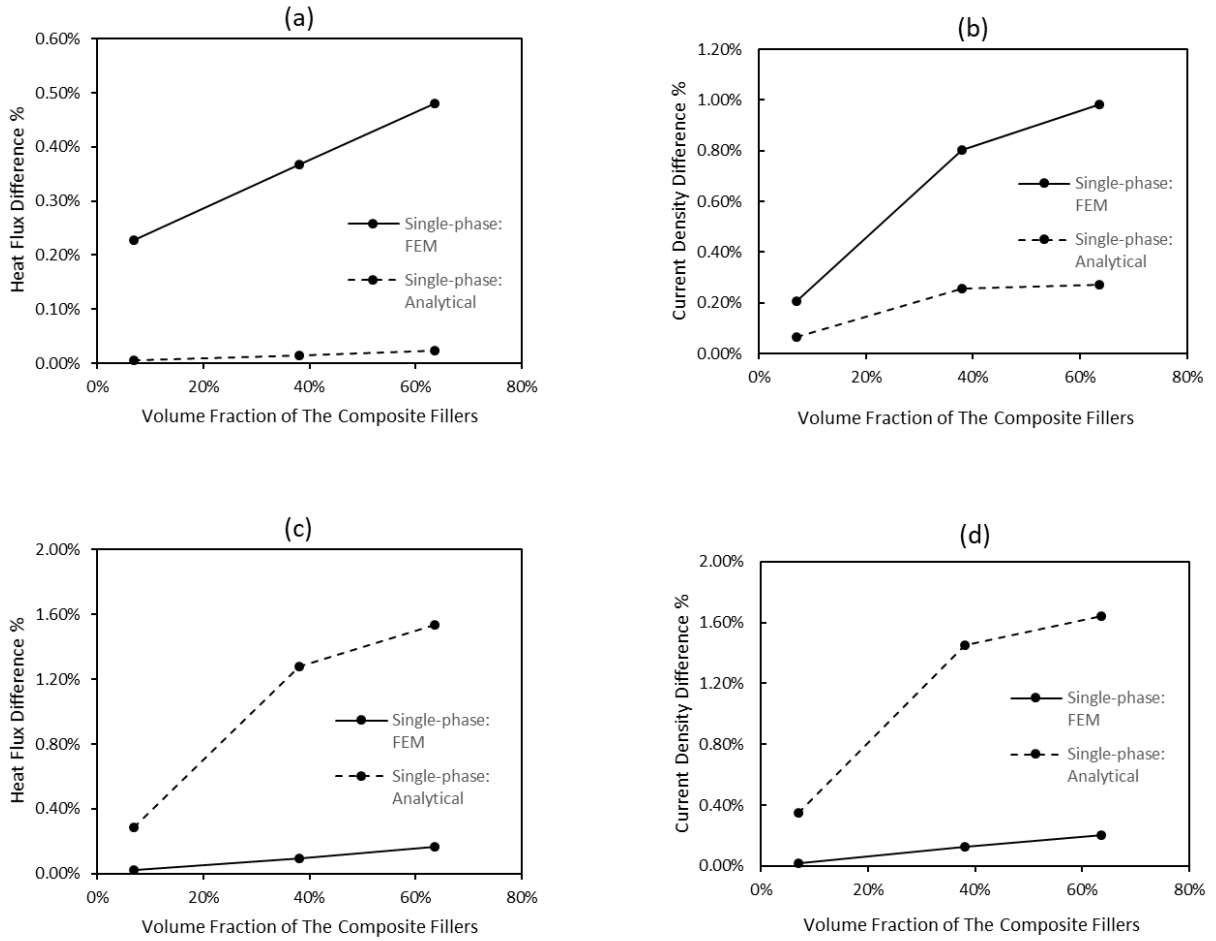 (a)
0.60%
0.50%
0.40%
0.30%
0.20%
0.10%
0.00%
Heat Flux Difference %
Single-phase:
FEM
Single-phase:
Analytical
0% 20% 40% 60% 80%
Volume Fraction of The Composite Fillers
(b)
1.20%
1.00%
0.80%
0.60%
0.40%
0.20%
0.00%
Current Density Difference %
Single-phase:
FEM
Single-phase:
Analytical
0% 20% 40% 60% 80%
Volume Fraction of The Composite Fillers
(c)
2.00%
1.60%
1.20%
0.80%
0.40%
0.00%
Heat Flux Difference %
Single-phase:
FEM
Single-phase:
Analytical
0% 20% 40% 60% 80%
Volume Fraction of The Composite Fillers
(d)
2.00%
1.60%
1.20%
0.80%
0.40%
0.00%
Current Density Difference %
Single-phase:
FEM
Single-phase:
Analytical
0% 20% 40% 60% 80%
Volume Fraction of The Composite Fillers